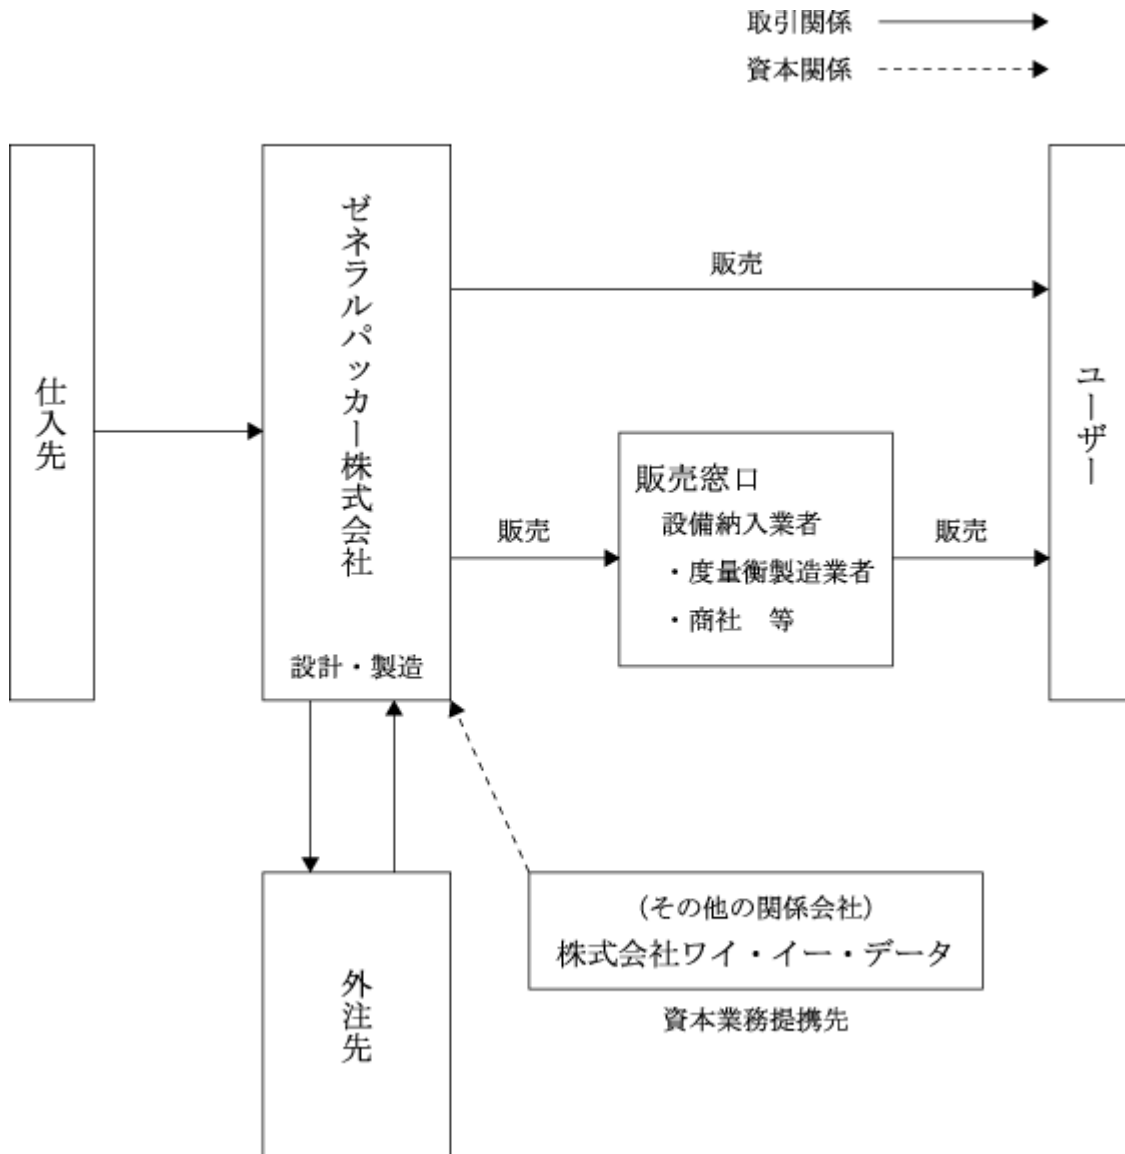 取引関係
資本関係
仕入先
ゼネラルパッカー株式会社
設計・製造
販売
販売
販売窓口
設備納入業者
・度量衡製造業者
・商社　等
販売
ユーザー
外注先
（その他の関係会社）
株式会社ワイ・イー・データ
資本業務提携先